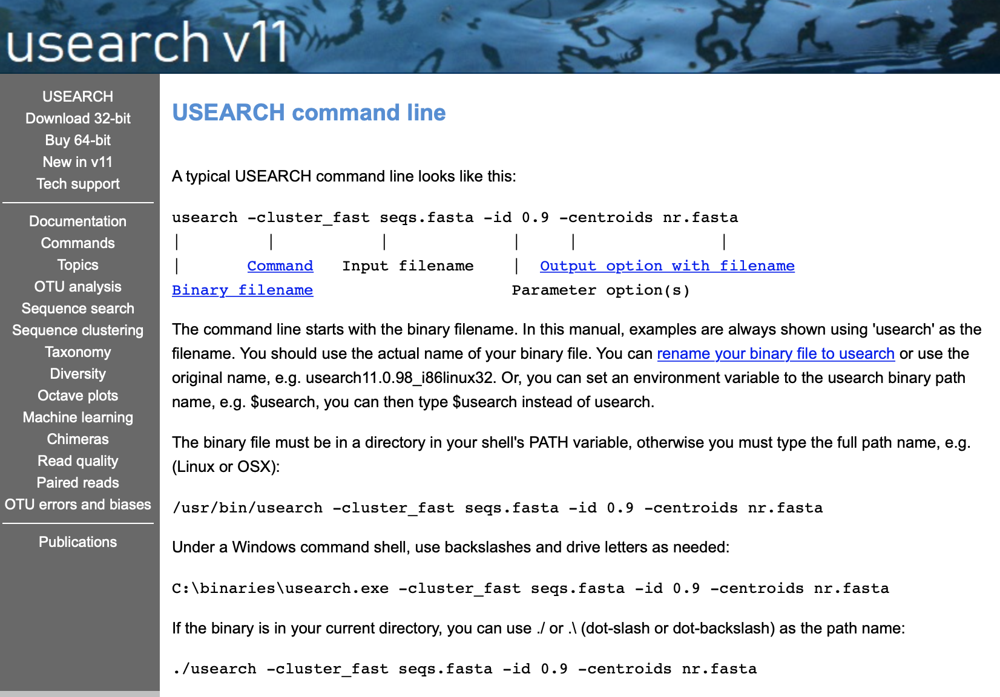 usearch v11
USEARCH
Download 32-bit
Buy 64-bit
New in v11
Tech support
Documentation
Commands
Topics
OTU analysis
Sequence search
Sequence clustering
Taxonomy
Diversity
Octave plots
Machine learning
Chimeras
Read quality
Paired reads
OTU errors and biases
Publications
USEARCH command line
A typical USEARCH command line looks like this:
usearch -cluster_fast seqs.fasta -id 0.9 -centroids nr.fasta
|         |           |             |     |               |
|       Command   Input filename    |  Output option with filename
Binary filename                     Parameter option(s)
The command line starts with the binary filename. In this manual, examples are always shown using 'usearch' as the
filename. You should use the actual name of your binary file. You can rename your binary file to usearch or use the
original name, e.g. usearch11.0.98_i86linux32. Or, you can set an environment variable to the usearch binary path
name, e.g. $usearch, you can then type $usearch instead of usearch.
The binary file must be in a directory in your shell's PATH variable, otherwise you must type the full path name, e.g.
(Linux or OSX):
/usr/bin/usearch -cluster_fast seqs.fasta -id 0.9 -centroids nr.fasta
Under a Windows command shell, use backslashes and drive letters as needed:
C:\binaries\usearch.exe -cluster_fast seqs.fasta -id 0.9 -centroids nr.fasta
If the binary is in your current directory, you can use ./ or .\ (dot-slash or dot-backslash) as the path name:
./usearch -cluster_fast seqs.fasta -id 0.9 -centroids nr.fasta